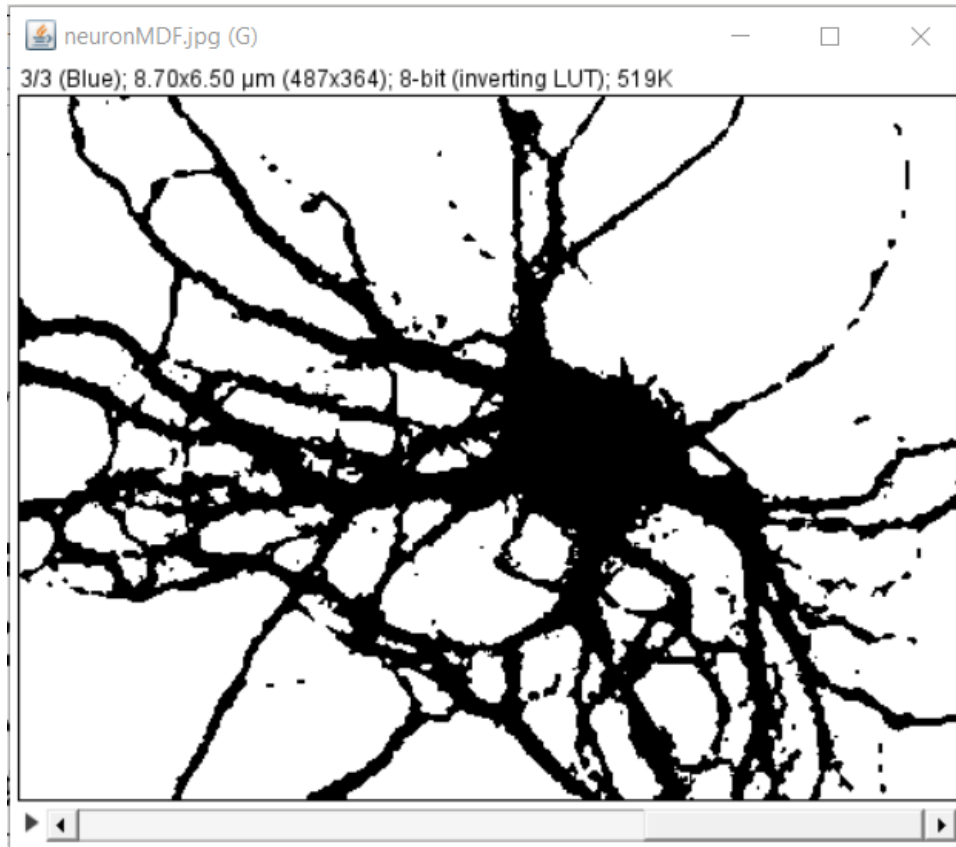 neuronMDF.jpg (G)
3/3 (Blue); 8.70x6.50 µm (487x364); 8-bit (inverting LUT); 519K